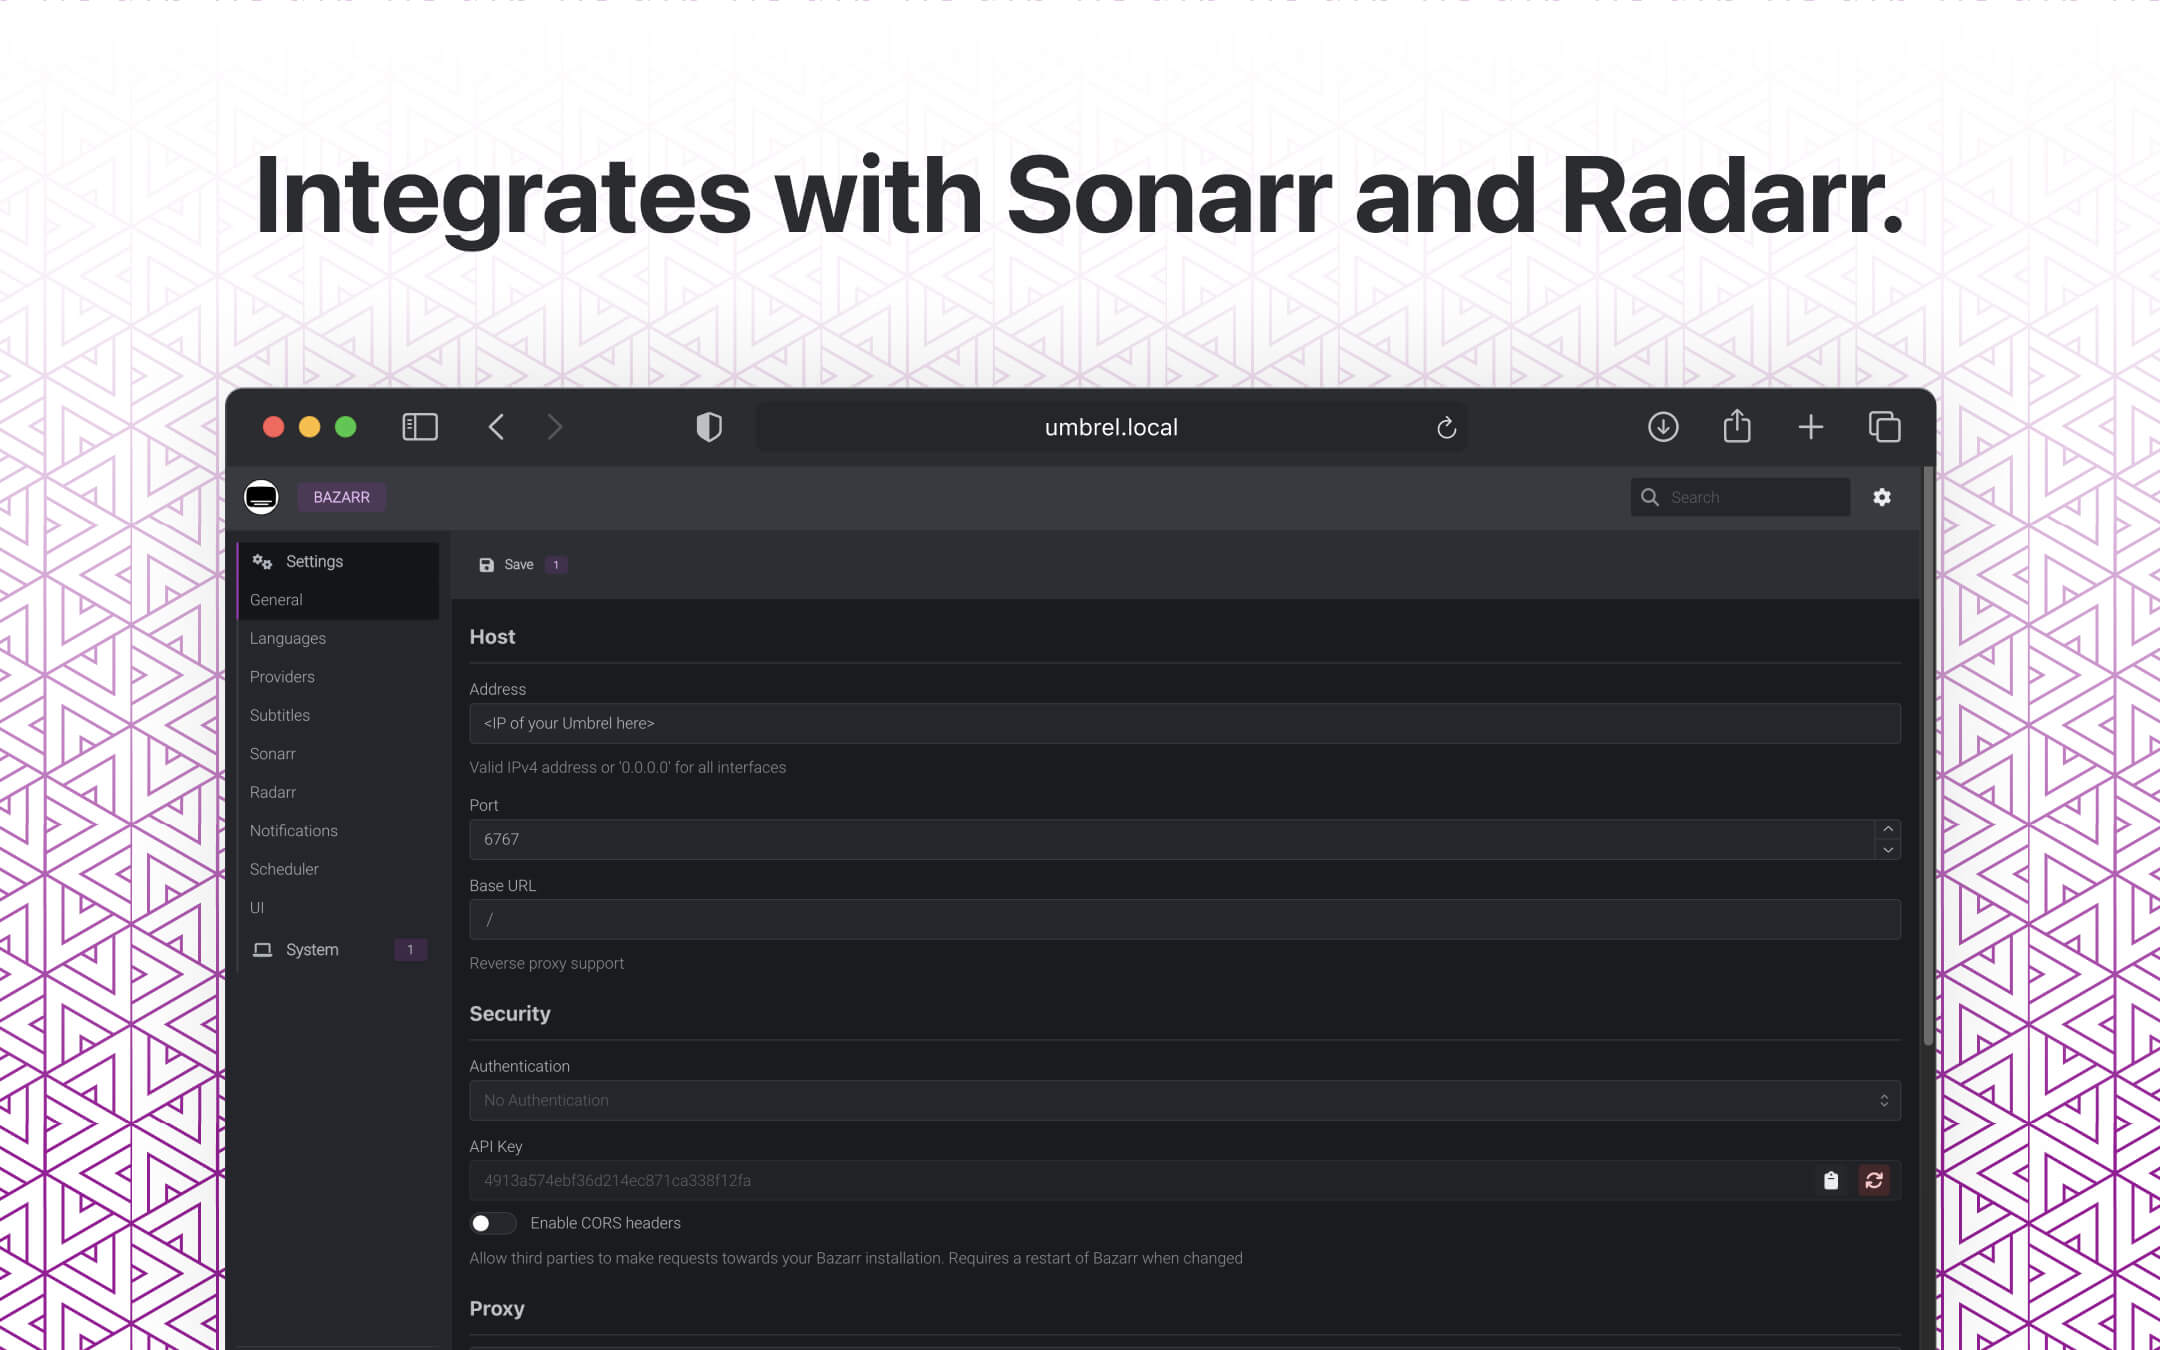 Integrates with Sonarr and Radarr.
umbrel.local
BAZARR
Search
Settings
General
Languages
Providers
Subtitles
Sonarr
Radarr
Notifications
Scheduler
UI
System 1
Save 1
Host
Address
<IP of your Umbrel here>
Valid IPv4 address or '0.0.0.0' for all interfaces
Port
6767
Base URL
/
Reverse proxy support
Security
Authentication
No Authentication
API Key
4913a574ebf36d214ec871ca338f12fa
Enable CORS headers
Allow third parties to make requests towards your Bazarr installation. Requires a restart of Bazarr when changed
Proxy